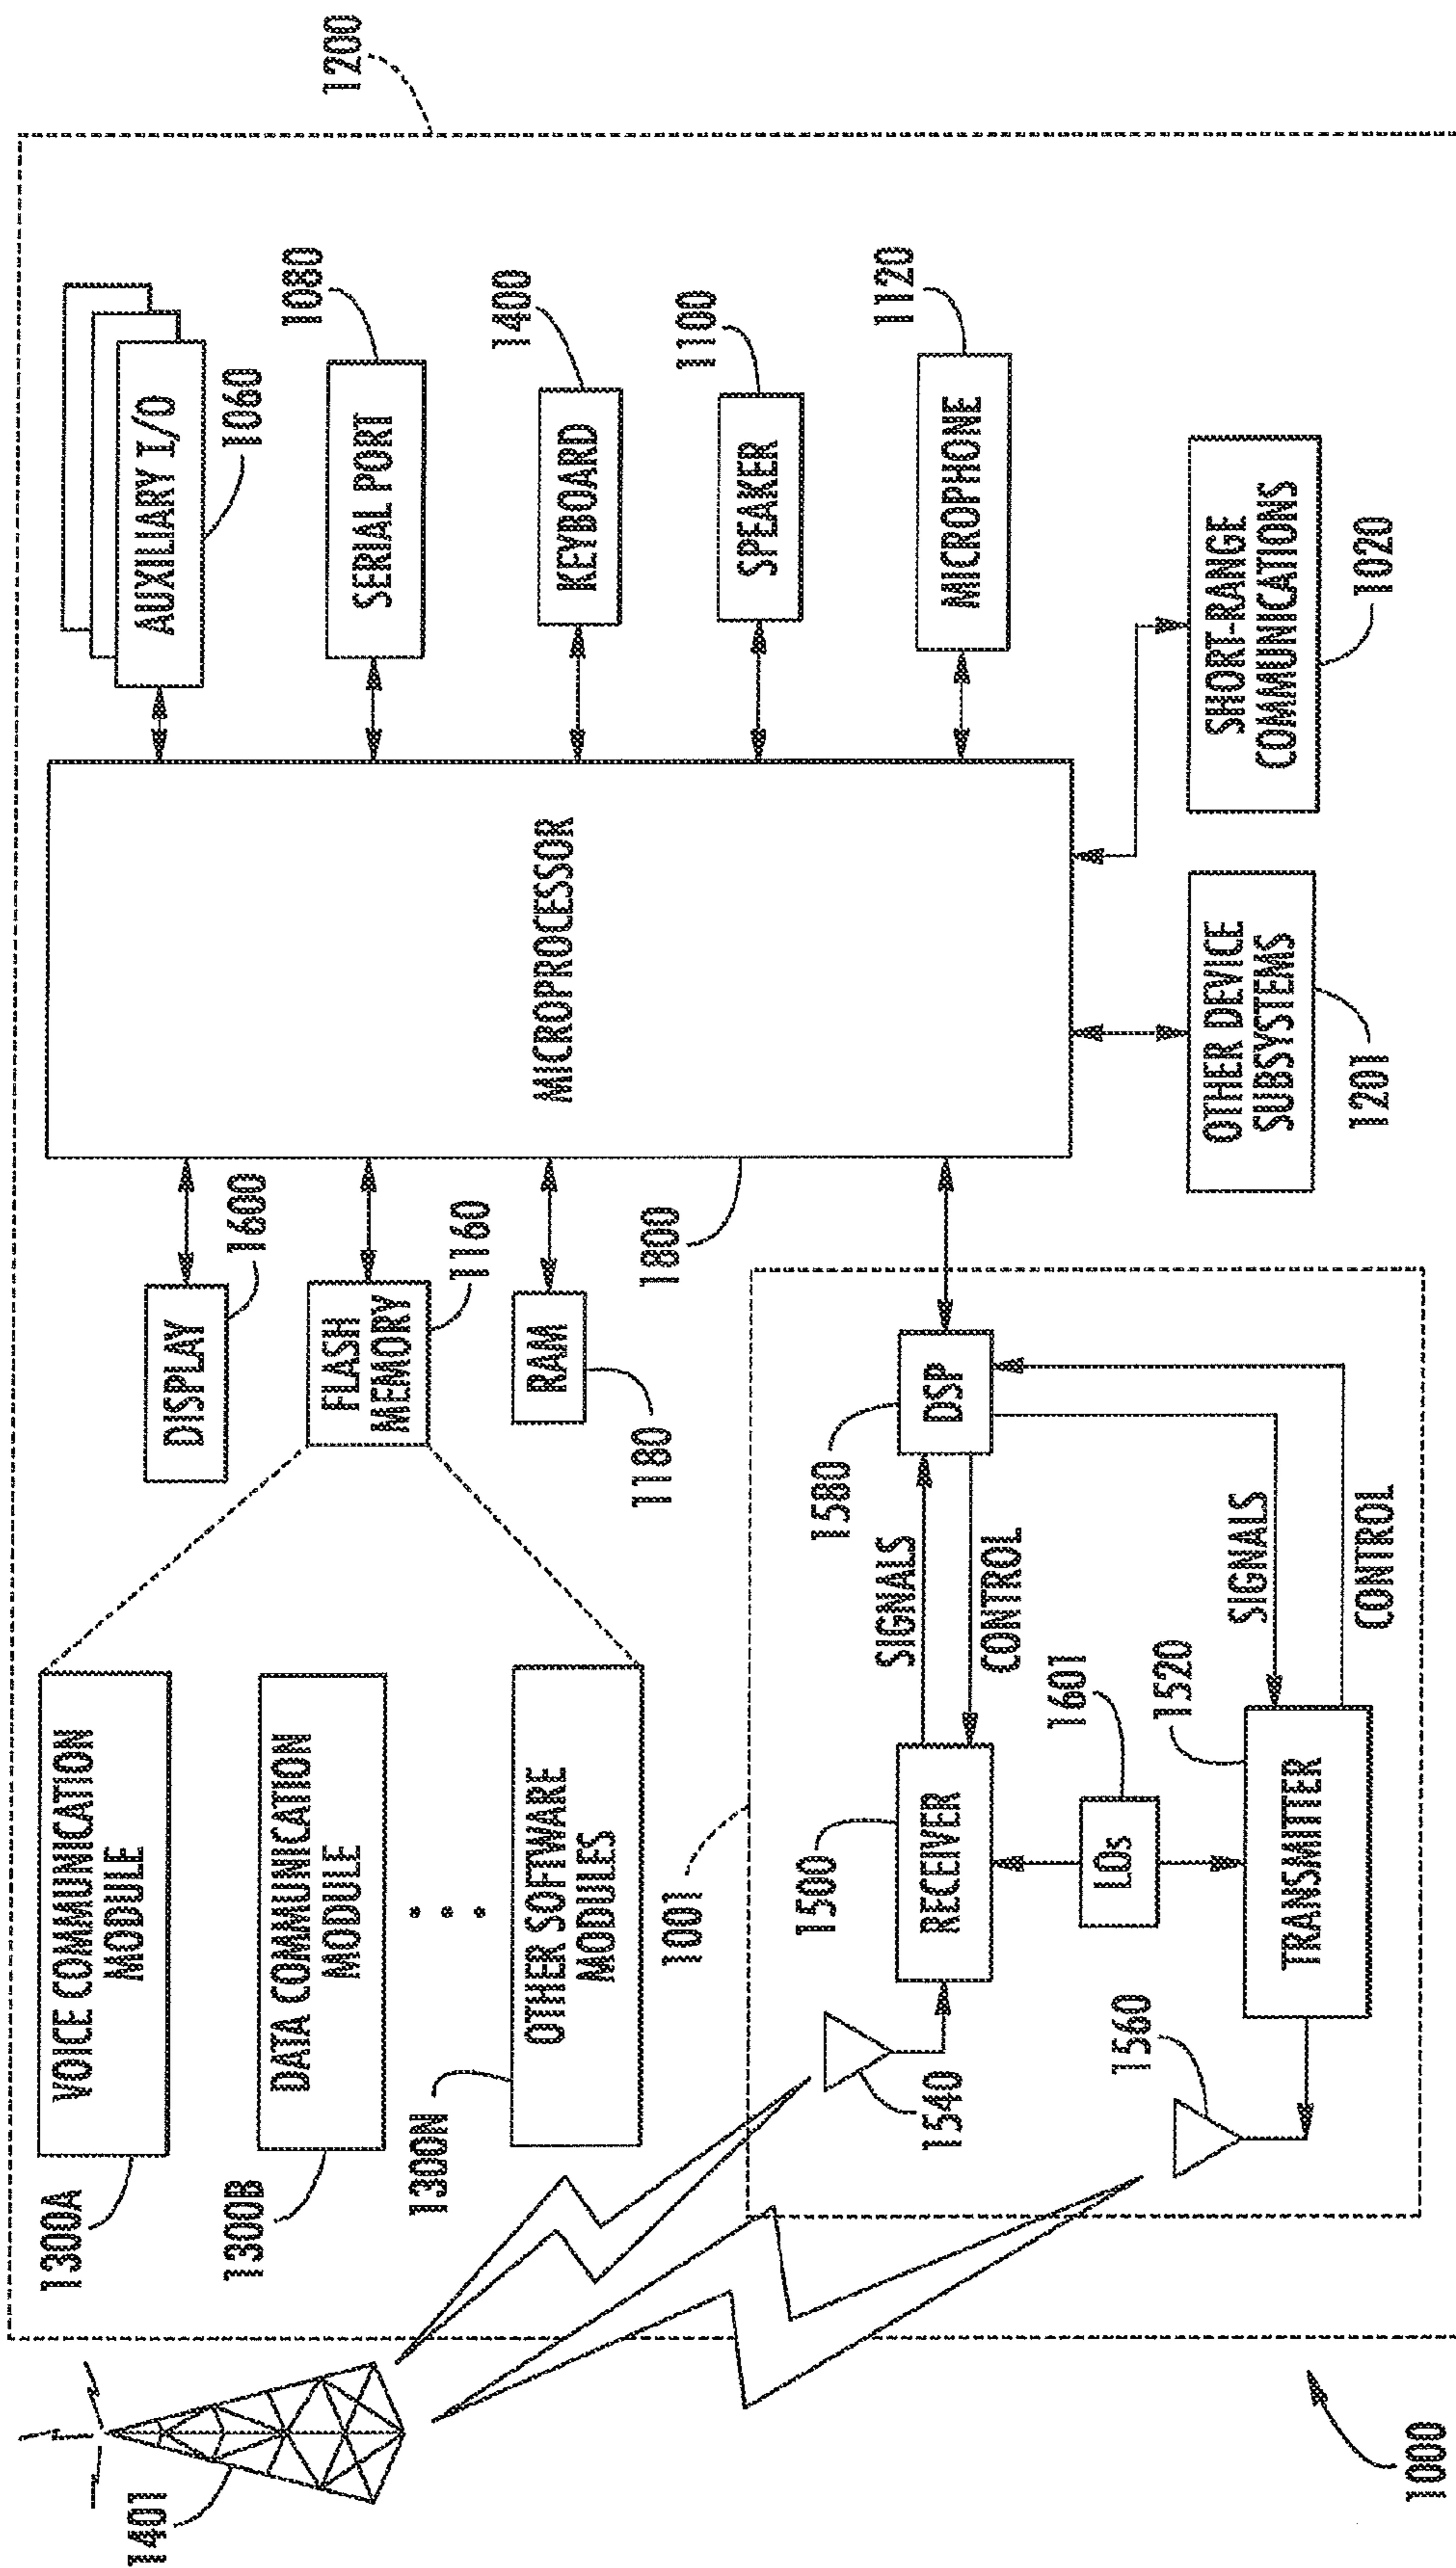 1401
1300A
VOICE COMMUNICATION
MODULE
1300B
DATA COMMUNICATION
MODULE
1300N
OTHER SOFTWARE
MODULES
DISPLAY
1600
FLASH
MEMORY
1160
RAM
1180
1800
MICROPROCESSOR
AUXILIARY I/O
1060
SERIAL PORT
1080
KEYBOARD
1400
SPEAKER
1100
MICROPHONE
1120
1200
1001
1500
RECEIVER
1540
SIGNALS
CONTROL
1580
DSP
LOs
1601
1560
TRANSMITTER
1520
SIGNALS
CONTROL
OTHER DEVICE
SUBSYSTEMS
1201
SHORT-RANGE
COMMUNICATIONS
1020
1000